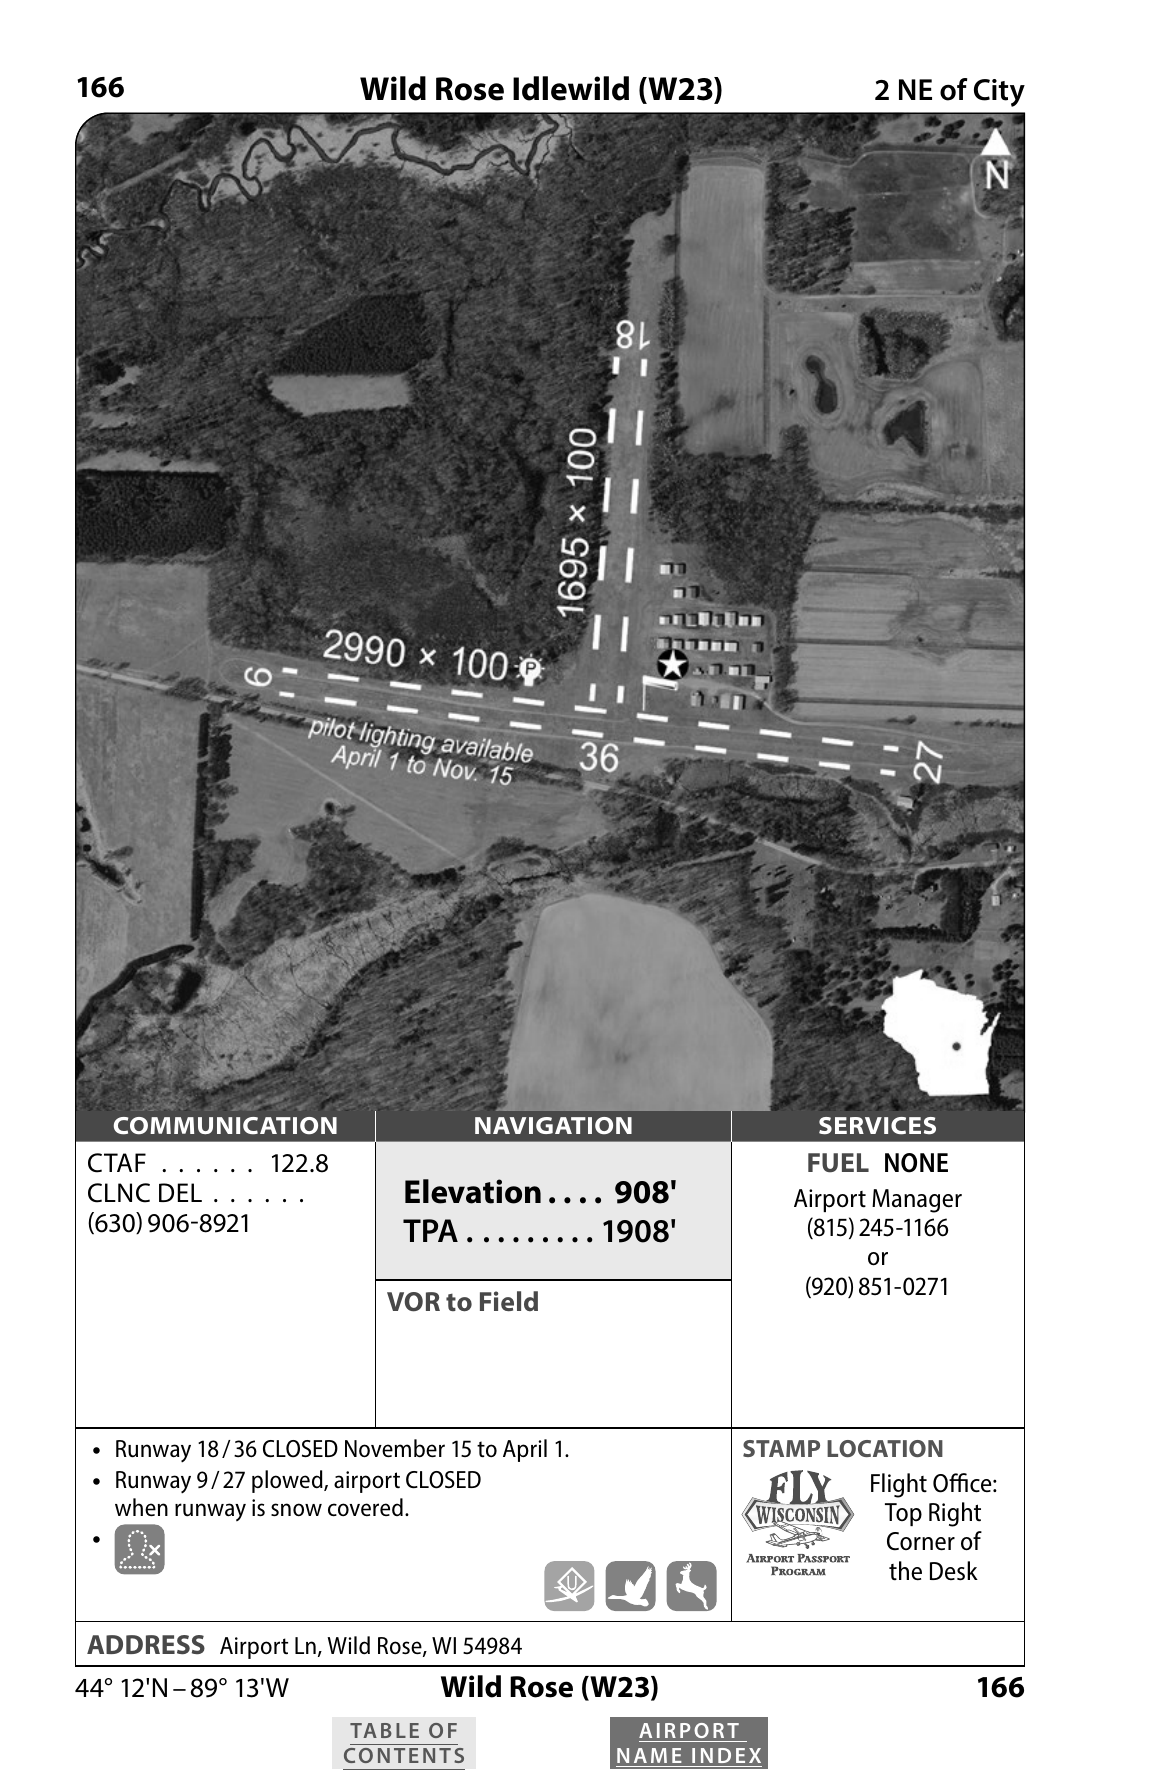 166
Wild Rose Idlewild (W23)
2 NE of City
N
18
1695 × 100
2990 × 100
P
9
pilot lighting available
April 1 to Nov. 15
36
27
COMMUNICATION
CTAF . . . . . . 122.8
CLNC DEL . . . . . .
(630) 906-8921
NAVIGATION
Elevation . . . . 908'
TPA . . . . . . . . . 1908'
VOR to Field
SERVICES
FUEL NONE
Airport Manager
(815) 245-1166
or
(920) 851-0271
• Runway 18 / 36 CLOSED November 15 to April 1.
• Runway 9 / 27 plowed, airport CLOSED
when runway is snow covered.
•
U
STAMP LOCATION
FLY
WISCONSIN
AIRPORT PASSPORT
PROGRAM
Flight Office:
Top Right
Corner of
the Desk
ADDRESS Airport Ln, Wild Rose, WI 54984
44° 12'N – 89° 13'W
Wild Rose (W23)
166
TABLE OF
CONTENTS
AIRPORT
NAME INDEX